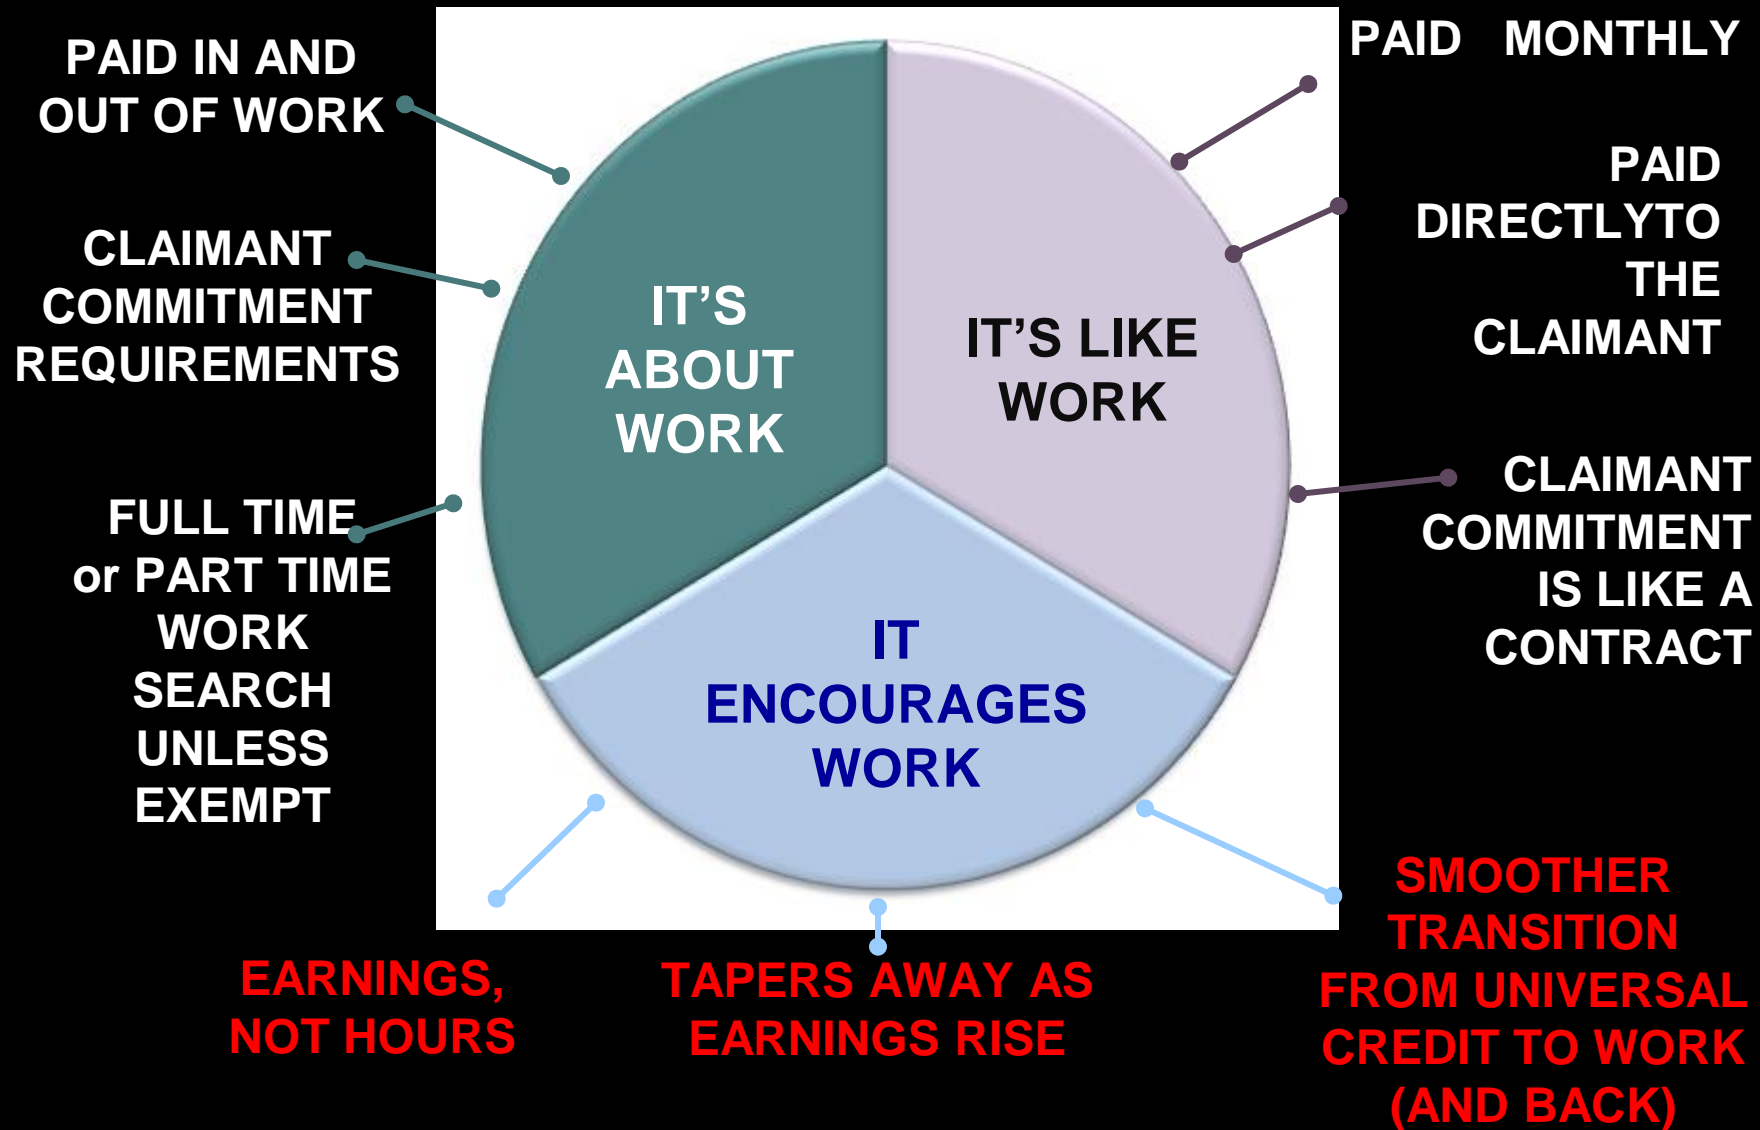 PAID IN AND
OUT OF WORK
CLAIMANT
COMMITMENT
REQUIREMENTS
FULL TIME
or PART TIME
WORK
SEARCH
UNLESS
EXEMPT
IT’S
ABOUT
WORK
IT’S LIKE
WORK
IT
ENCOURAGES
WORK
PAID MONTHLY
PAID
DIRECTLYTO
THE
CLAIMANT
CLAIMANT
COMMITMENT
IS LIKE A
CONTRACT
EARNINGS,
NOT HOURS
TAPERS AWAY AS
EARNINGS RISE
SMOOTHER
TRANSITION
FROM UNIVERSAL
CREDIT TO WORK
(AND BACK)